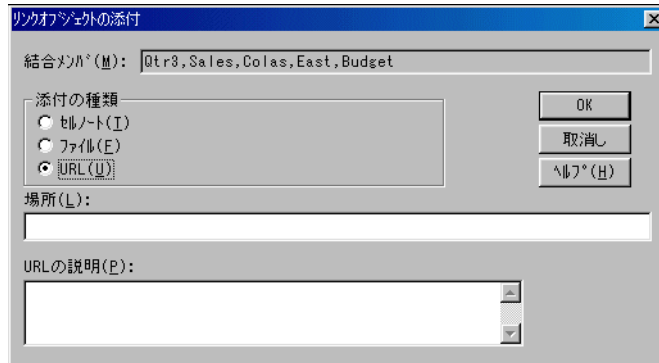 ﾘﾝｸｵﾌﾞｼﾞｪｸﾄの添付
結合ﾒﾝﾊﾞ(M): Qtr3,Sales,Colas,East,Budget
添付の種類
ｾﾙﾉｰﾄ(I)
ﾌｧｲﾙ(F)
URL(U)
OK
取消し
ﾍﾙﾌﾟ(H)
場所(L):
URLの説明(P):